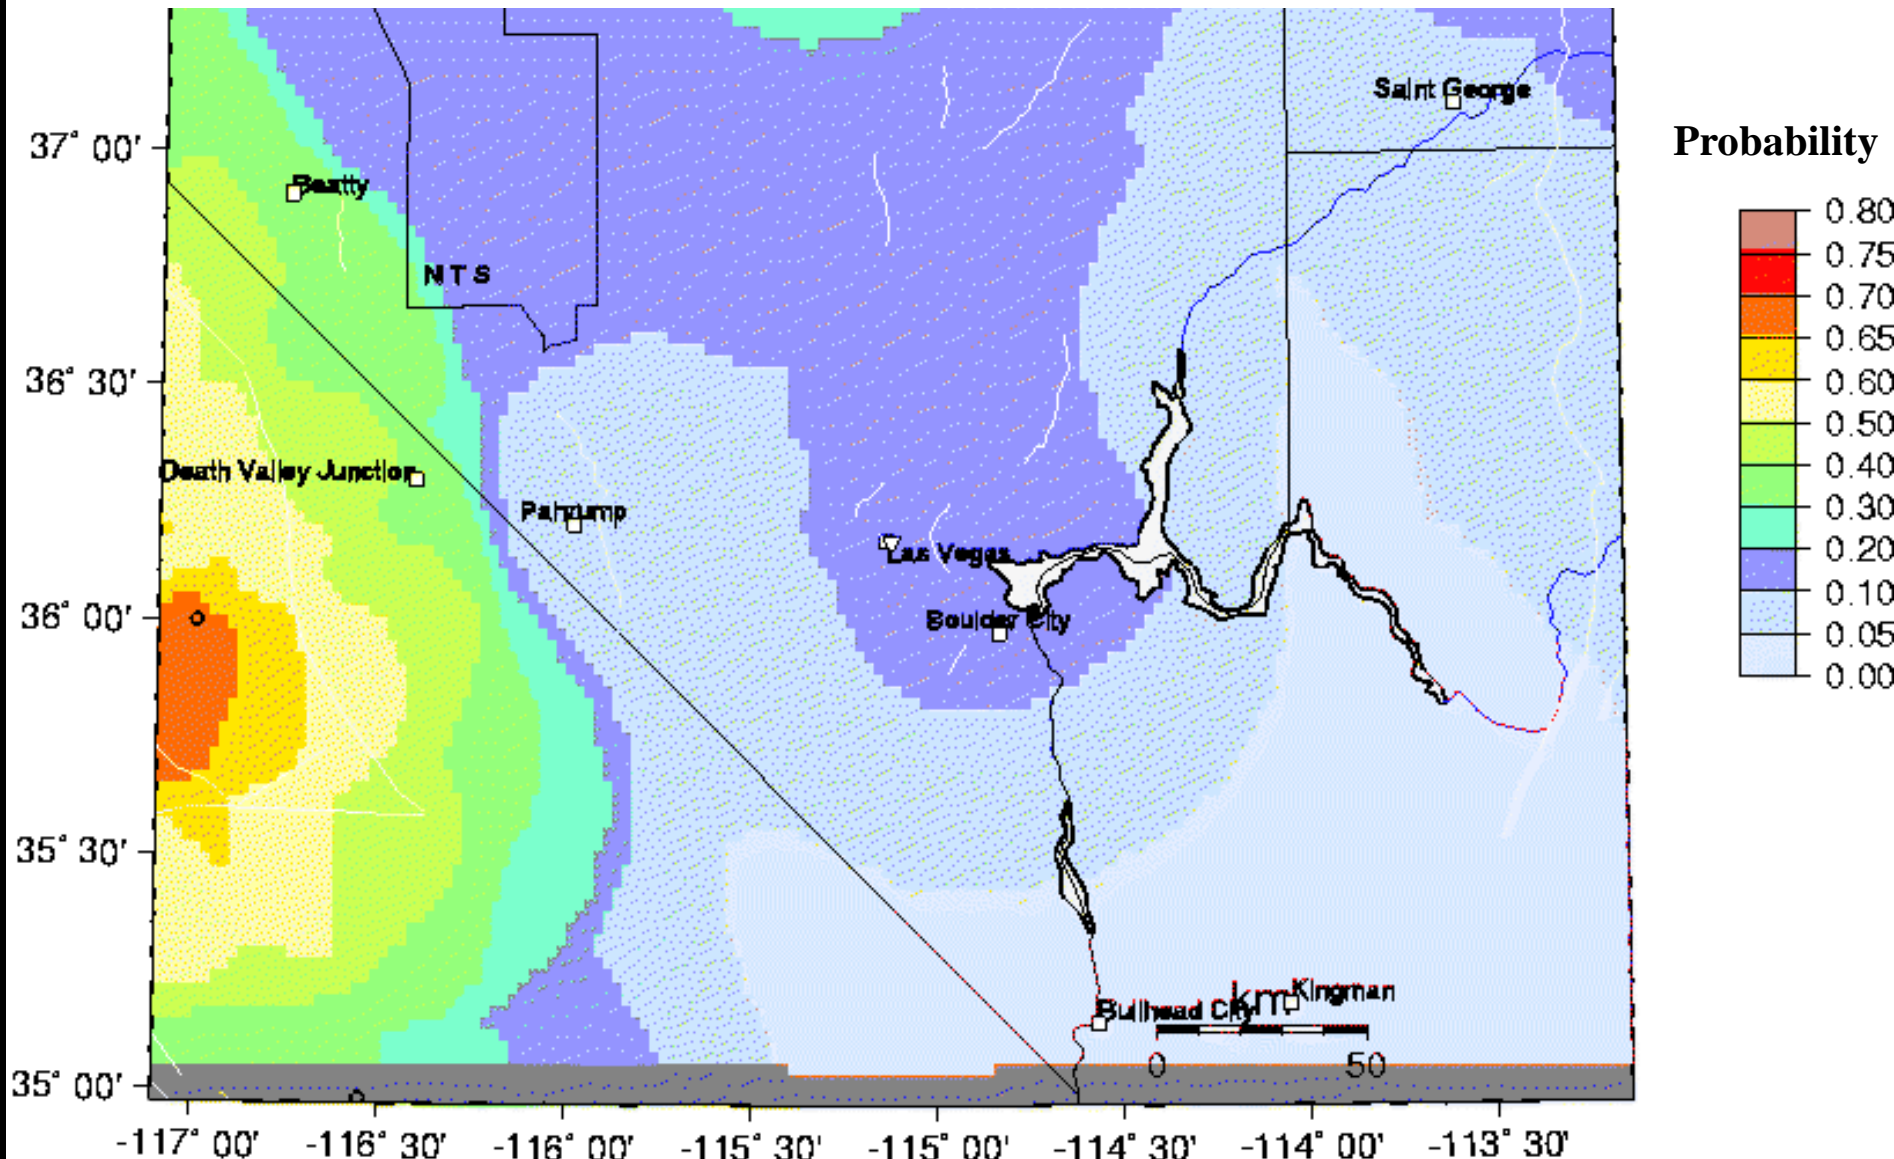 Saint George
37° 00'
Probability
Beatty
0.80
0.75
NTS
0.70
0.65
36° 30'
0.60
0.50
Death Valley Junction
0.40
Pahrump
0.30
Las Vegas
0.20
36° 00'
Boulder City
0.10
0.05
0.00
35° 30'
km
Kingman
Bullhead City
0
50
35° 00'
-117° 00'
-116° 30'
-116° 00'
-115° 30'
-115° 00'
-114° 30'
-114° 00'
-113° 30'